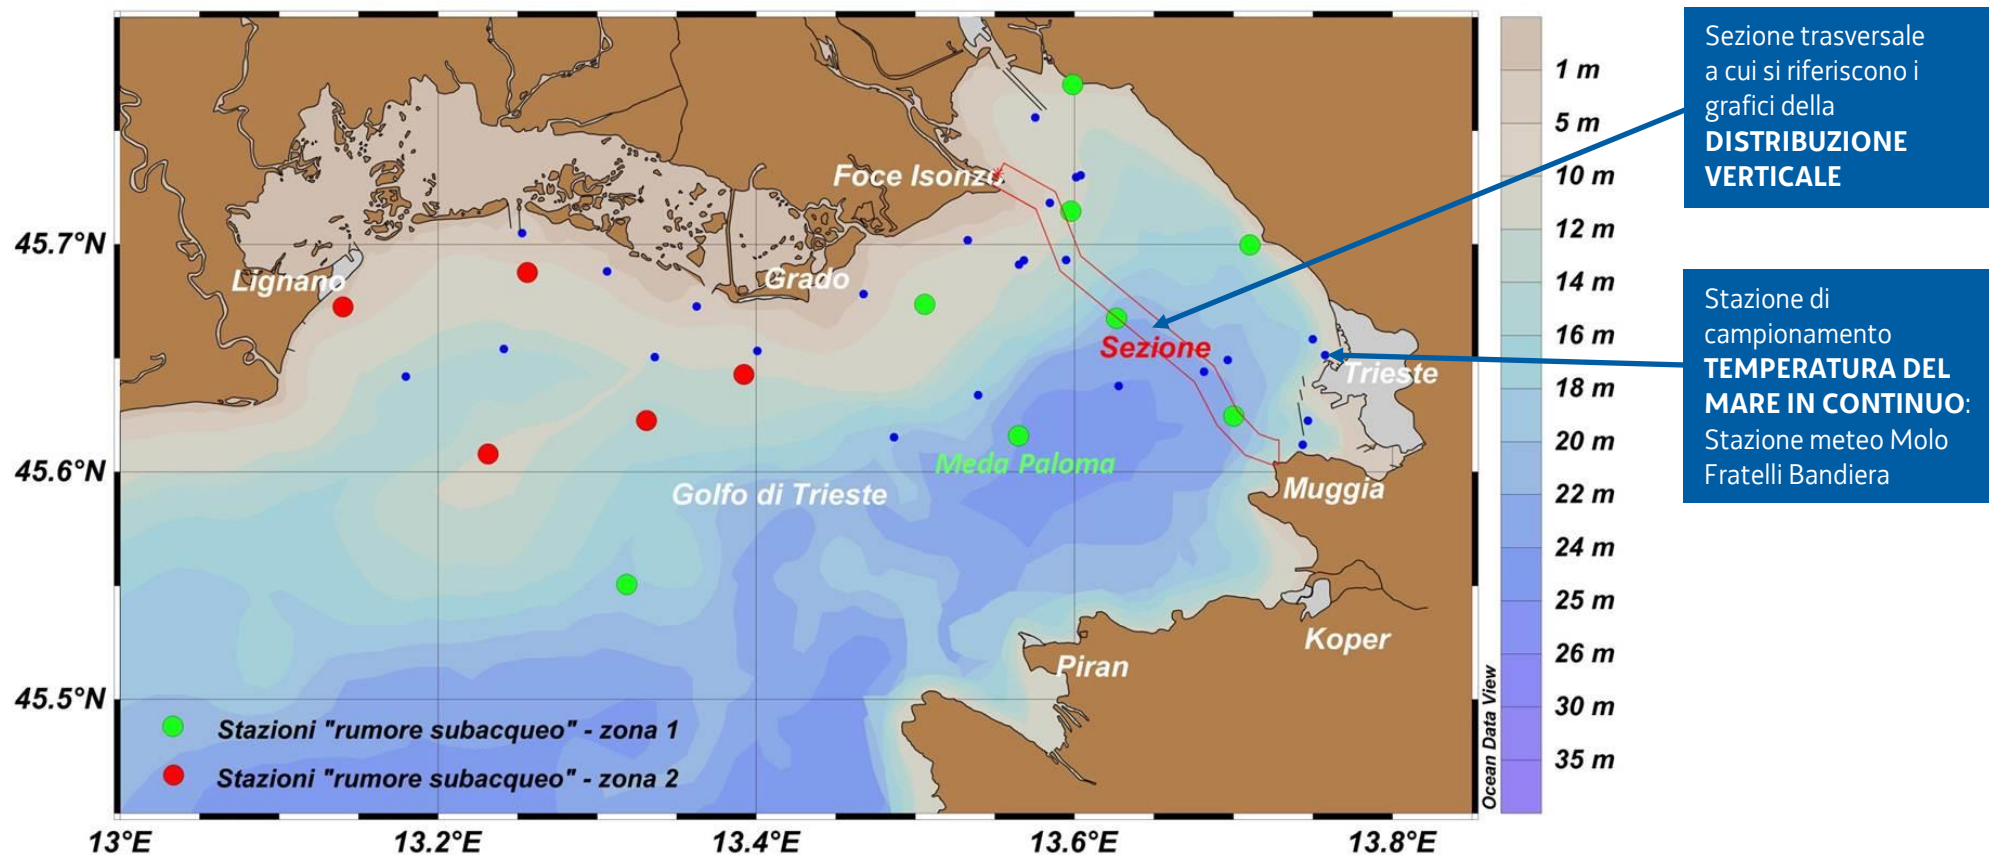 Foce Isonzo
Lignano
Grado
Sezione
Trieste
Meda Paloma
Golfo di Trieste
Muggia
Koper
Piran
Stazioni "rumore subacqueo" - zona 1
Stazioni "rumore subacqueo" - zona 2
45.7°N
45.6°N
45.5°N
13°E
13.2°E
13.4°E
13.6°E
13.8°E
Ocean Data View
1 m
5 m
10 m
12 m
14 m
16 m
18 m
20 m
22 m
24 m
25 m
26 m
30 m
35 m
Sezione trasversale
a cui si riferiscono i
grafici della
DISTRIBUZIONE
VERTICALE
Stazione di
campionamento
TEMPERATURA DEL
MARE IN CONTINUO:
Stazione meteo Molo
Fratelli Bandiera